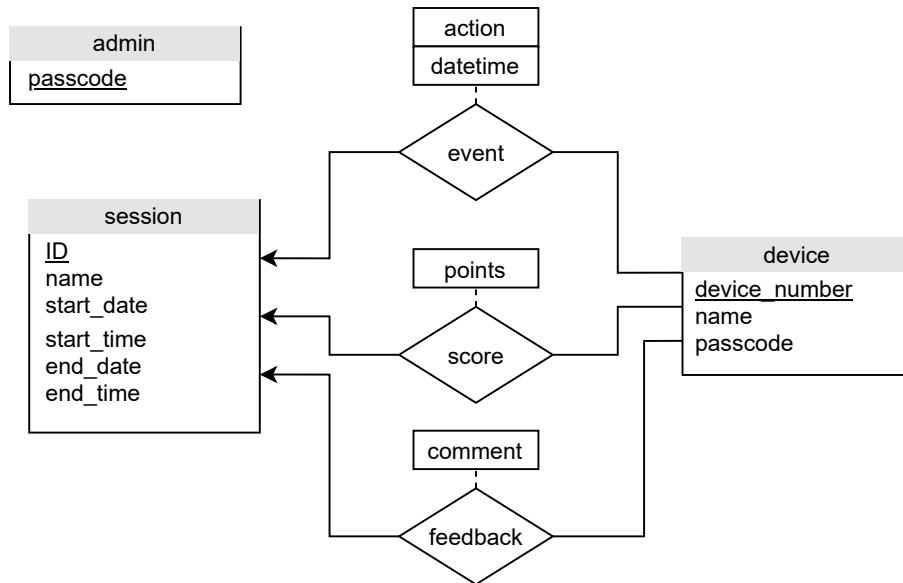 admin
passcode
action
datetime
event
session
ID
name
start_date
start_time
end_date
end_time
points
score
device
device_number
name
passcode
comment
feedback